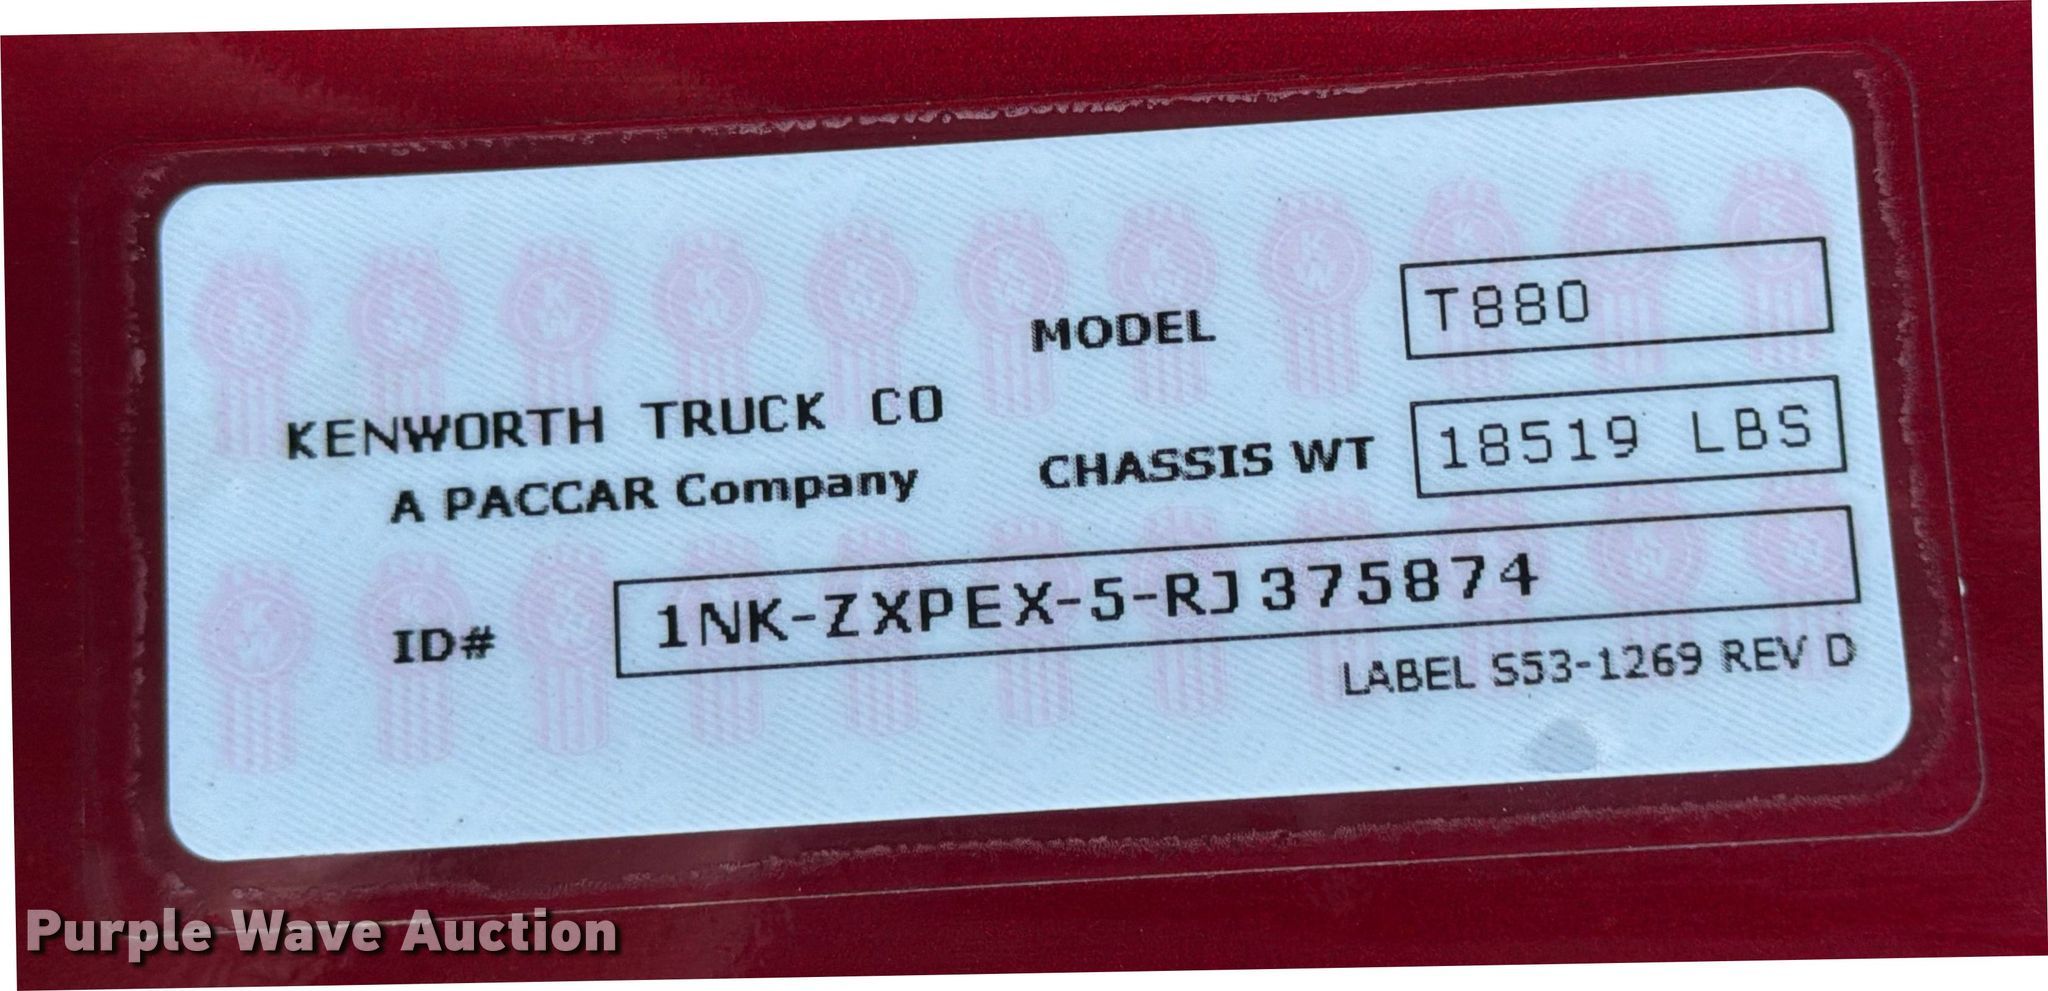 MODEL T880
KENWORTH TRUCK CO
CHASSIS WT 18519 LBS
A PACCAR Company
ID# 1NK-ZXPEX-5-RJ375874
LABEL S53-1269 REV D
Purple Wave Auction